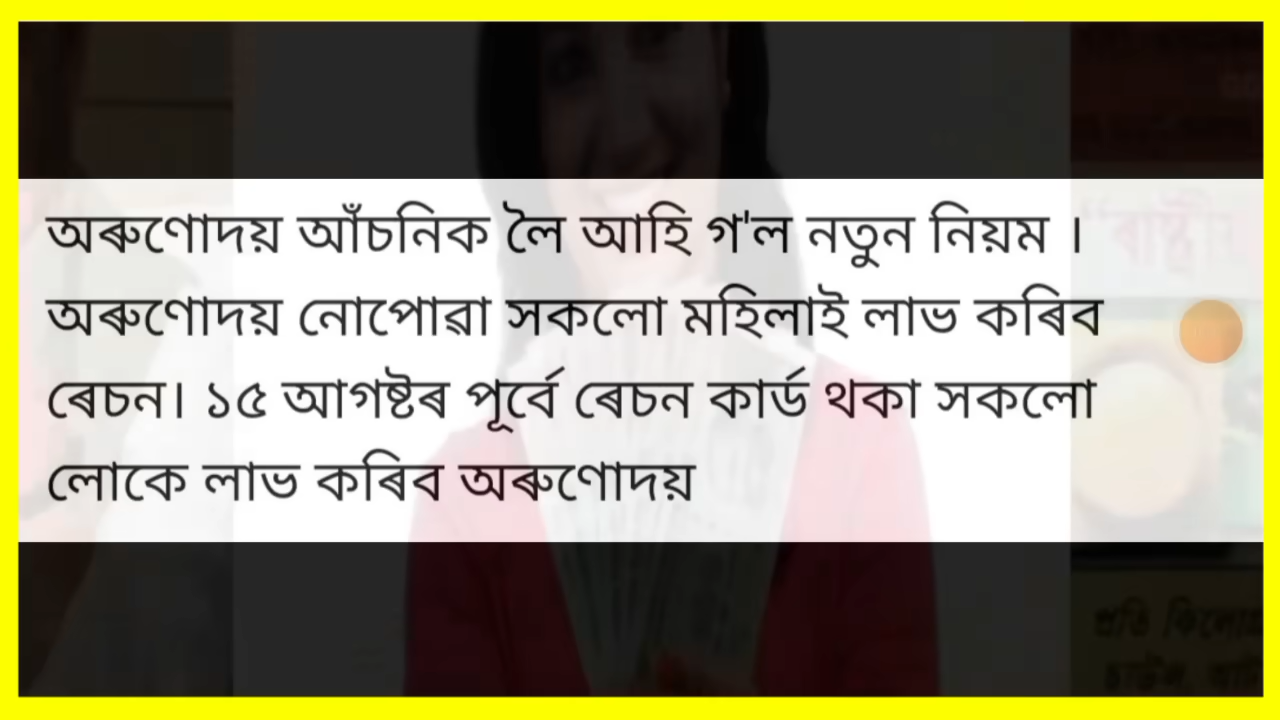 অৰুণোদয় আঁচনিক লৈ আহি গ'ল নতুন নিয়ম ।
অৰুণোদয় নোপোৱা সকলো মহিলাই লাভ কৰিব
ৰেচন। ১৫ আগষ্টৰ পূৰ্বে ৰেচন কাৰ্ড থকা সকলো
লোকে লাভ কৰিব অৰুণোদয়
প্ৰতি